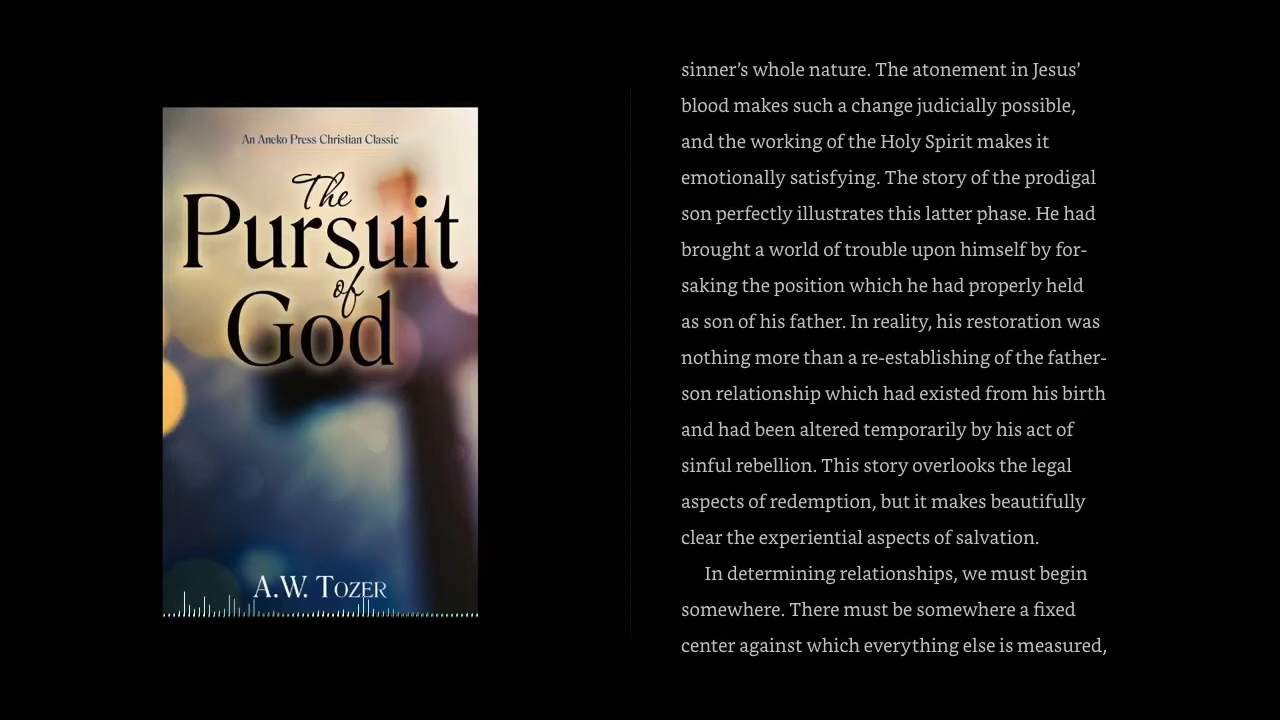 An Aneko Press Christian Classic
The
Pursuit
of
God
A.W. Tozer
sinner’s whole nature. The atonement in Jesus’
blood makes such a change judicially possible,
and the working of the Holy Spirit makes it
emotionally satisfying. The story of the prodigal
son perfectly illustrates this latter phase. He had
brought a world of trouble upon himself by for-
saking the position which he had properly held
as son of his father. In reality, his restoration was
nothing more than a re-establishing of the father-
son relationship which had existed from his birth
and had been altered temporarily by his act of
sinful rebellion. This story overlooks the legal
aspects of redemption, but it makes beautifully
clear the experiential aspects of salvation.
In determining relationships, we must begin
somewhere. There must be somewhere a fixed
center against which everything else is measured,